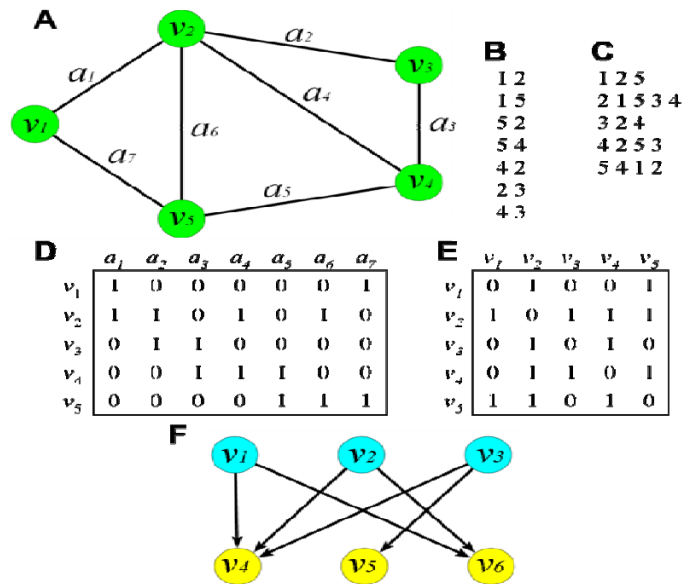 A
v2
a2
v3
a1
a4
a3
v1
a6
a7
v4
a5
v5
B
1 2
1 5
5 2
5 4
4 2
2 3
4 3
C
1 2 5
2 1 5 3 4
3 2 4
4 2 5 3
5 4 1 2
D
a1 a2 a3 a4 a5 a6 a7
v1 1 0 0 0 0 0 1
v2 1 1 0 1 0 1 0
v3 0 1 1 0 0 0 0
v4 0 0 1 1 1 0 0
v5 0 0 0 0 1 1 1
E
v1 v2 v3 v4 v5
v1 0 1 0 0 1
v2 1 0 1 1 1
v3 0 1 0 1 0
v4 0 1 1 0 1
v5 1 1 0 1 0
F
v1 v2 v3
v4 v5 v6